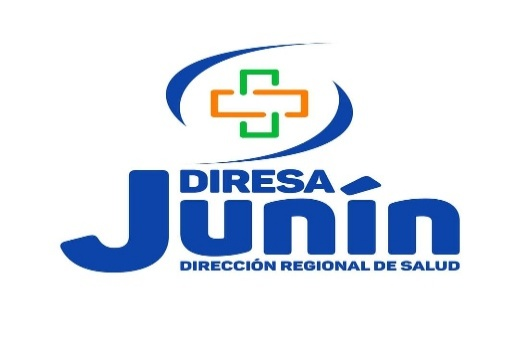 DIRESA
Junín
DIRECCIÓN REGIONAL DE SALUD